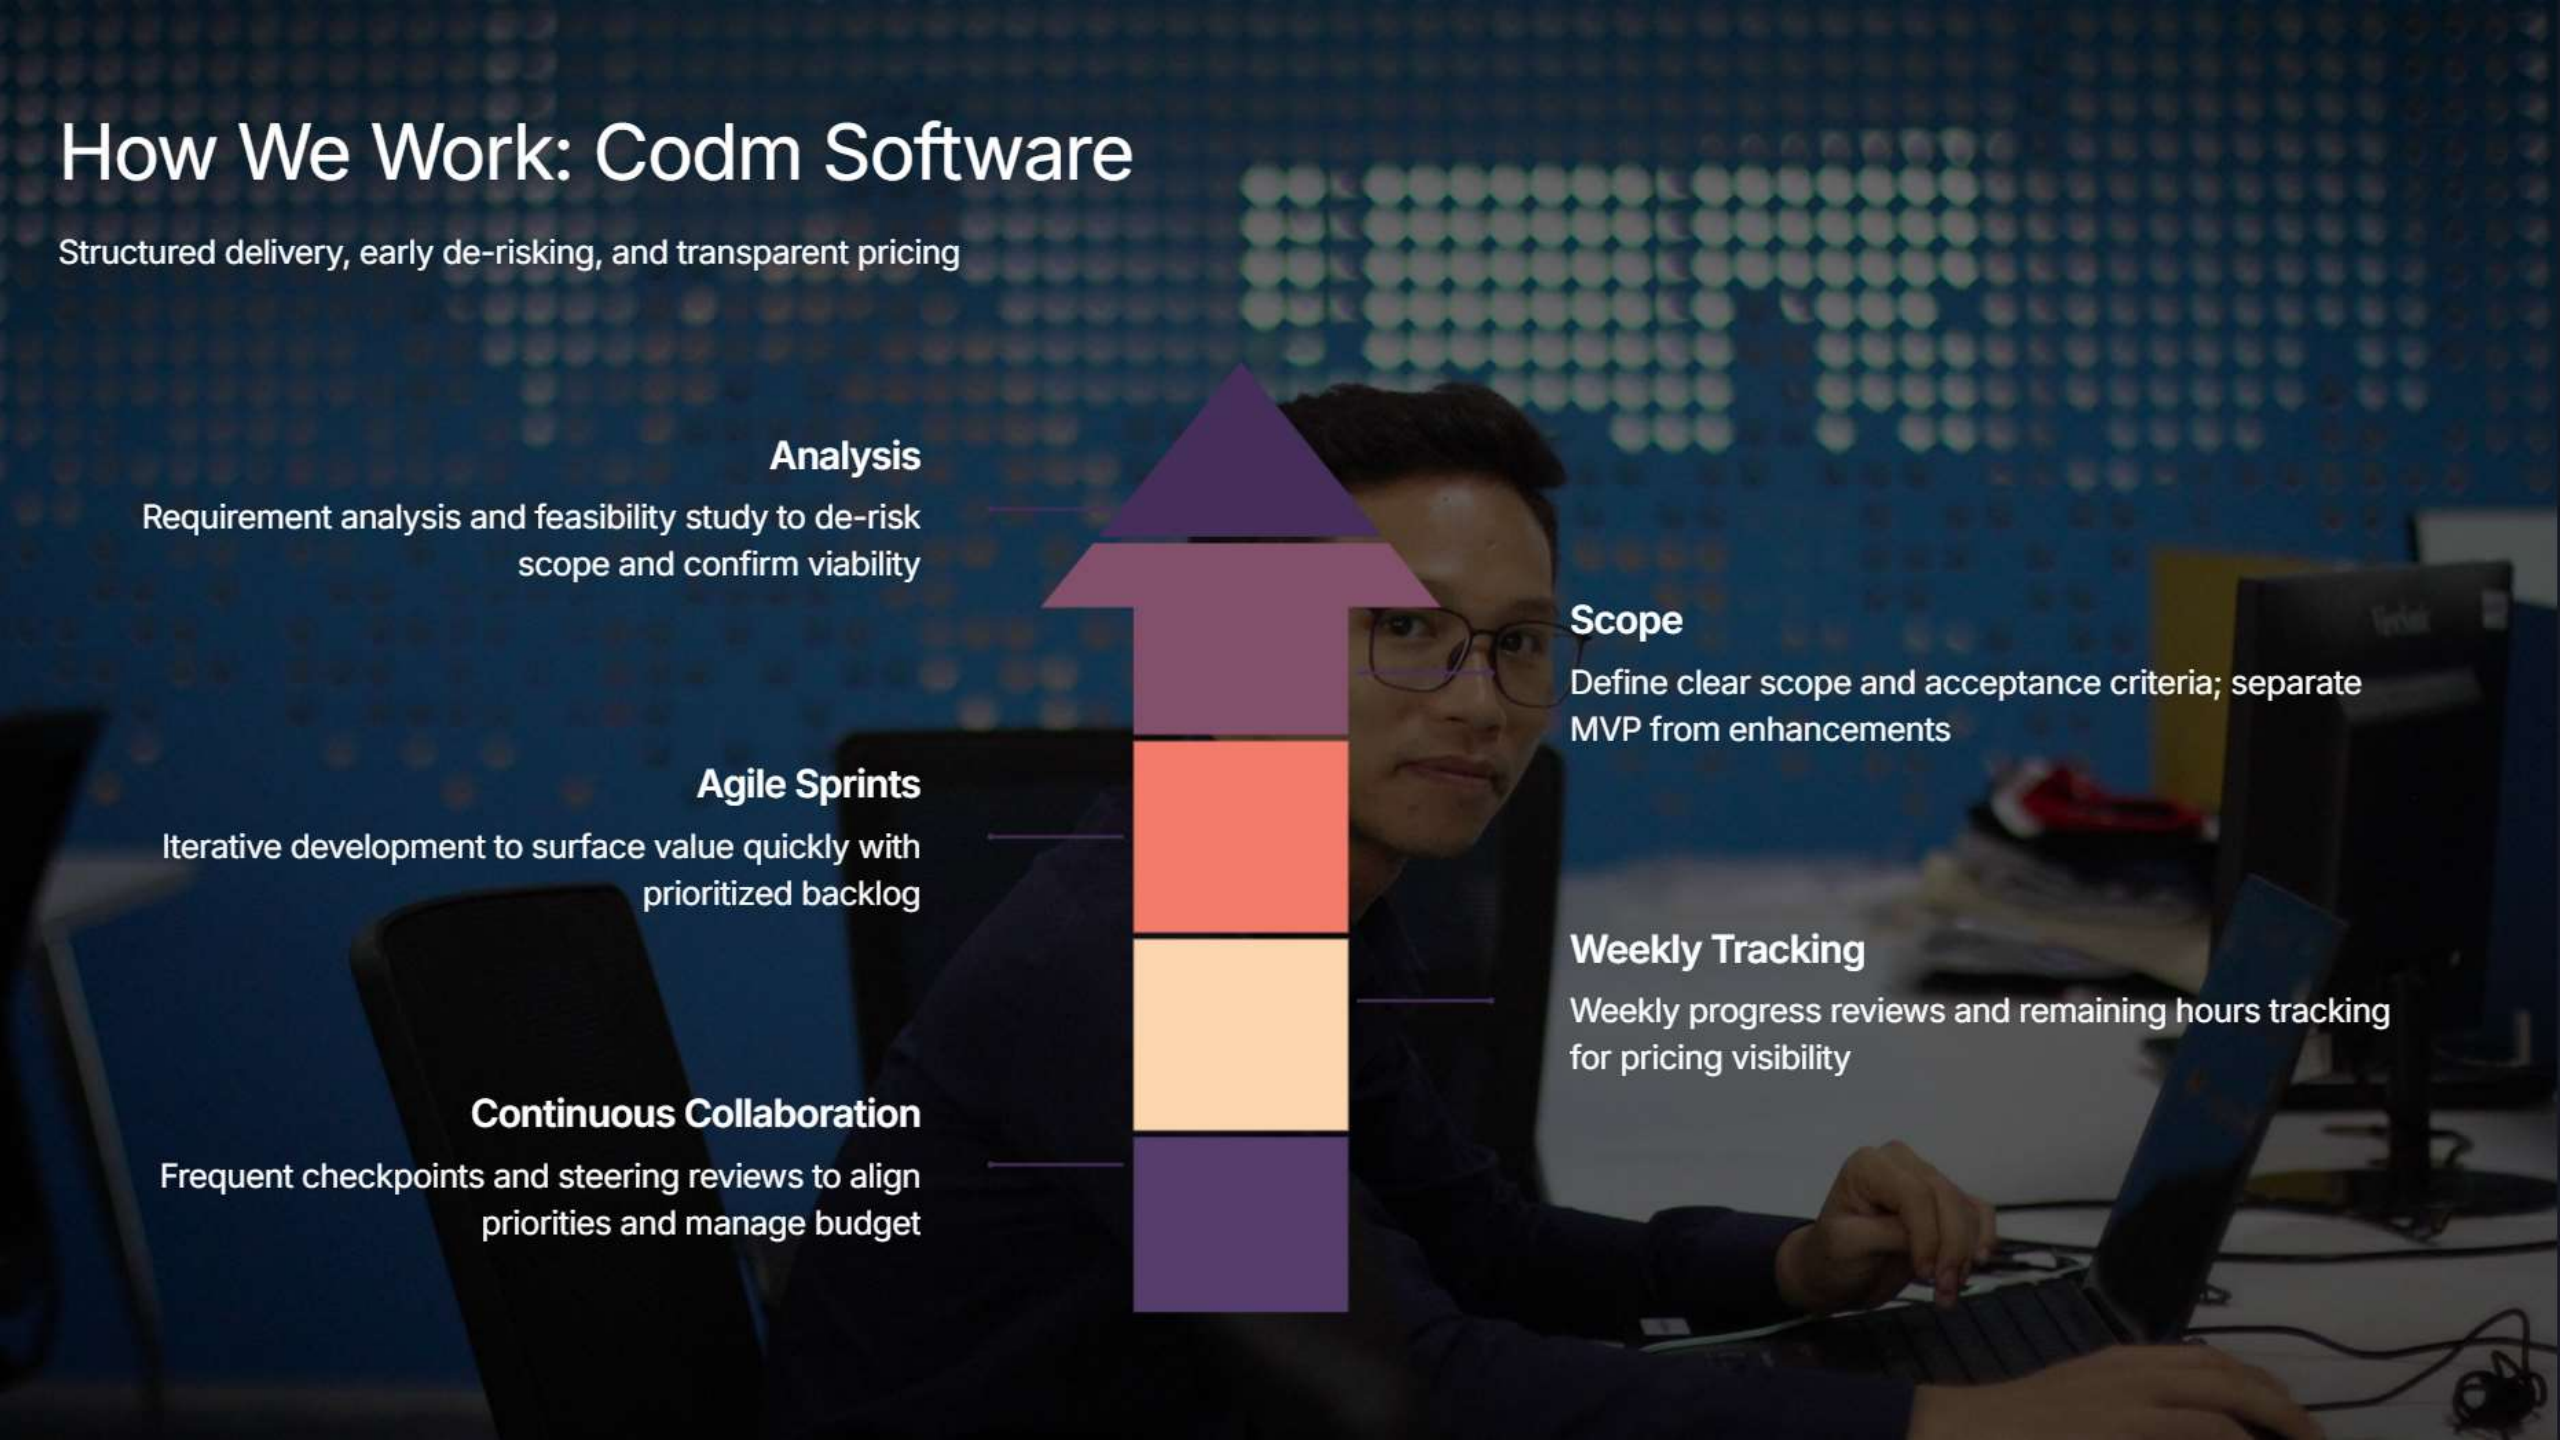 How We Work: Codm Software
Structured delivery, early de-risking, and transparent pricing
Analysis
Requirement analysis and feasibility study to de-risk
scope and confirm viability
Scope
Define clear scope and acceptance criteria; separate
MVP from enhancements
Agile Sprints
Iterative development to surface value quickly with
prioritized backlog
Weekly Tracking
Weekly progress reviews and remaining hours tracking
for pricing visibility
Continuous Collaboration
Frequent checkpoints and steering reviews to align
priorities and manage budget